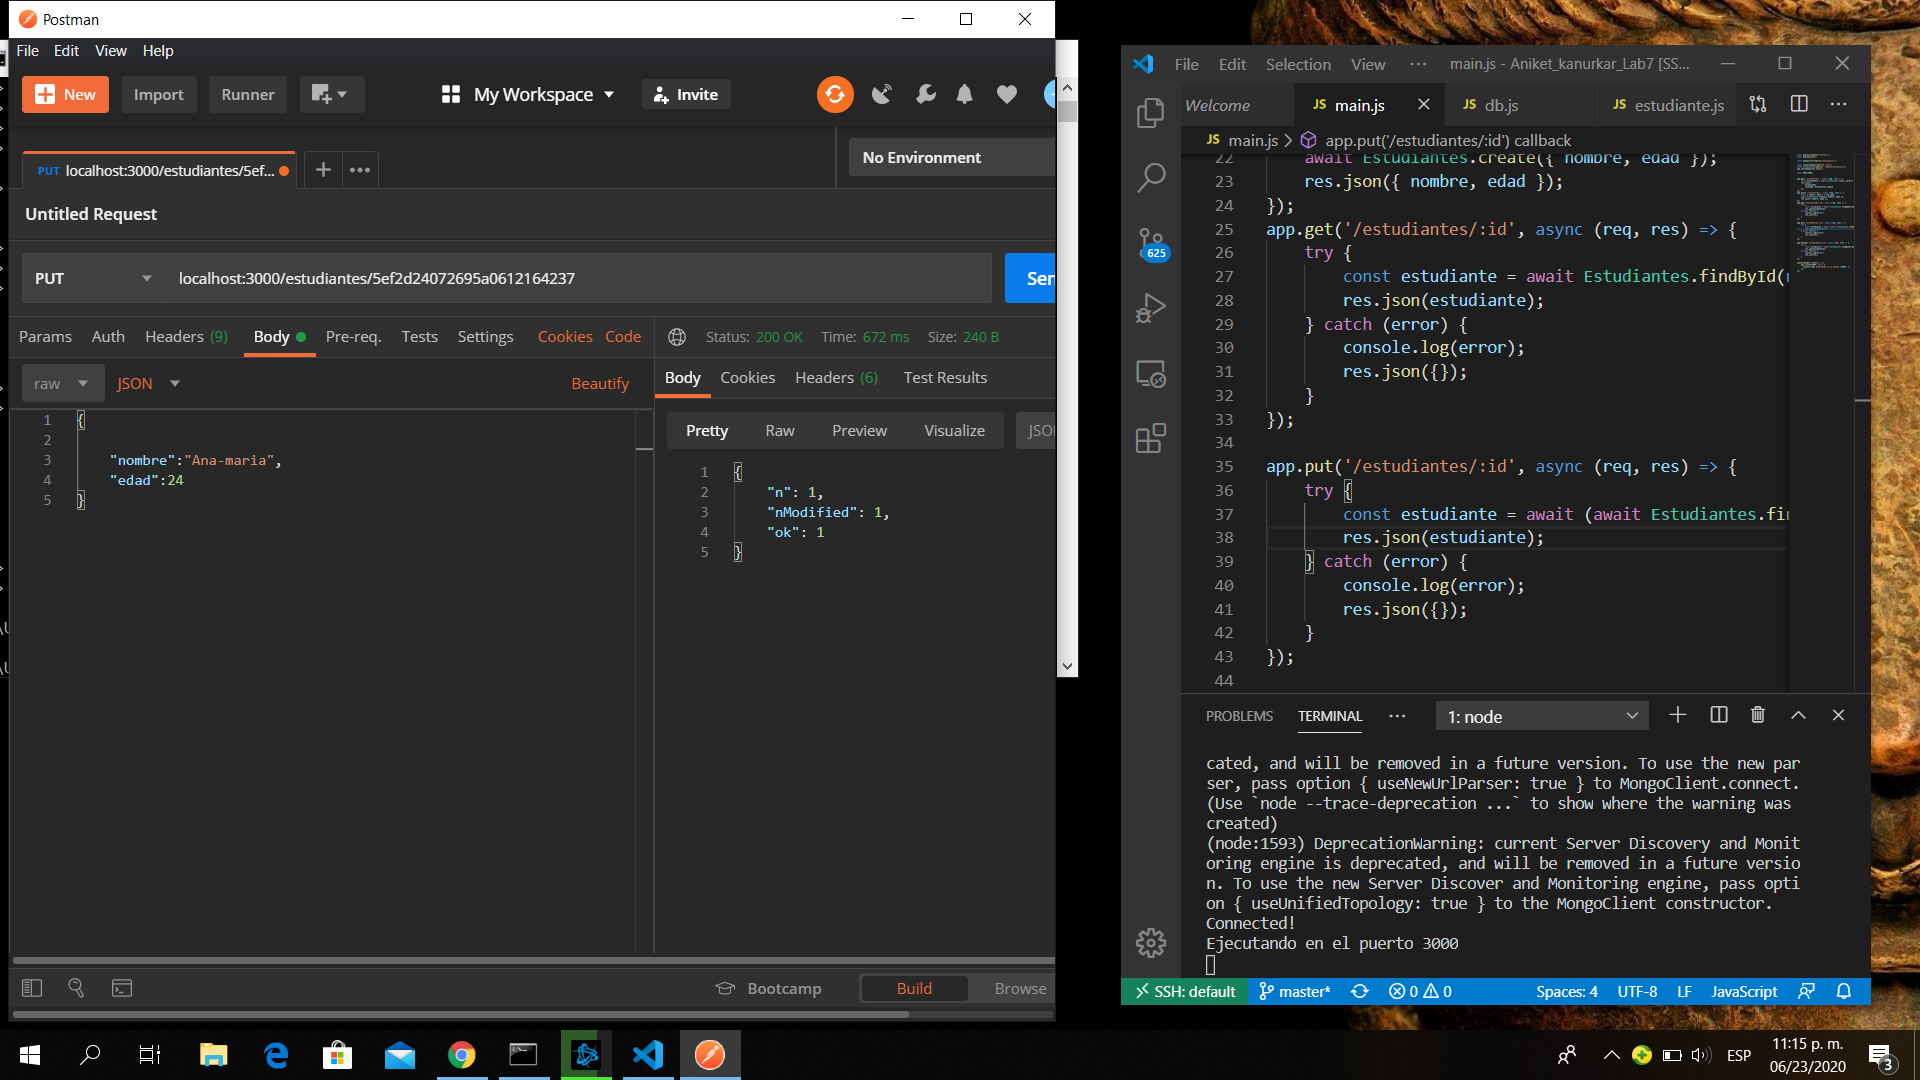 Postman
File Edit View Help
New Import Runner My Workspace Invite
PUT localhost:3000/estudiantes/5ef...
No Environment
Untitled Request
PUT localhost:3000/estudiantes/5ef2d24072695a0612164237
Params Auth Headers (9) Body Pre-req. Tests Settings Cookies Code
Status: 200 OK Time: 672 ms Size: 240 B
raw JSON Beautify
Body Cookies Headers (6) Test Results
Pretty Raw Preview Visualize
1 {
2
3 "nombre":"Ana-maria",
4 "edad":24
5 }
1 {
2 "n": 1,
3 "nModified": 1,
4 "ok": 1
5 }
Bootcamp Build Browse
File Edit Selection View ... main.js - Aniket_kanurkar_Lab7 [SS...
Welcome JS main.js JS db.js JS estudiante.js
JS main.js > app.put('/estudiantes/:id') callback
22 await Estudiantes.create({ nombre, edad });
23 res.json({ nombre, edad });
24 });
25 app.get('/estudiantes/:id', async (req, res) => {
26 try {
27 const estudiante = await Estudiantes.findById(
28 res.json(estudiante);
29 } catch (error) {
30 console.log(error);
31 res.json({});
32 }
33 });
34
35 app.put('/estudiantes/:id', async (req, res) => {
36 try {
37 const estudiante = await (await Estudiantes.fi
38 res.json(estudiante);
39 } catch (error) {
40 console.log(error);
41 res.json({});
42 }
43 });
44
625
PROBLEMS TERMINAL ... 1: node
cated, and will be removed in a future version. To use the new par
ser, pass option { useNewUrlParser: true } to MongoClient.connect.
(Use `node --trace-deprecation ...` to show where the warning was
created)
(node:1593) DeprecationWarning: current Server Discovery and Monit
oring engine is deprecated, and will be removed in a future versio
n. To use the new Server Discover and Monitoring engine, pass opti
on { useUnifiedTopology: true } to the MongoClient constructor.
Connected!
Ejecutando en el puerto 3000
SSH: default master* 0 0 Spaces: 4 UTF-8 LF JavaScript
ESP
11:15 p. m.
06/23/2020
3